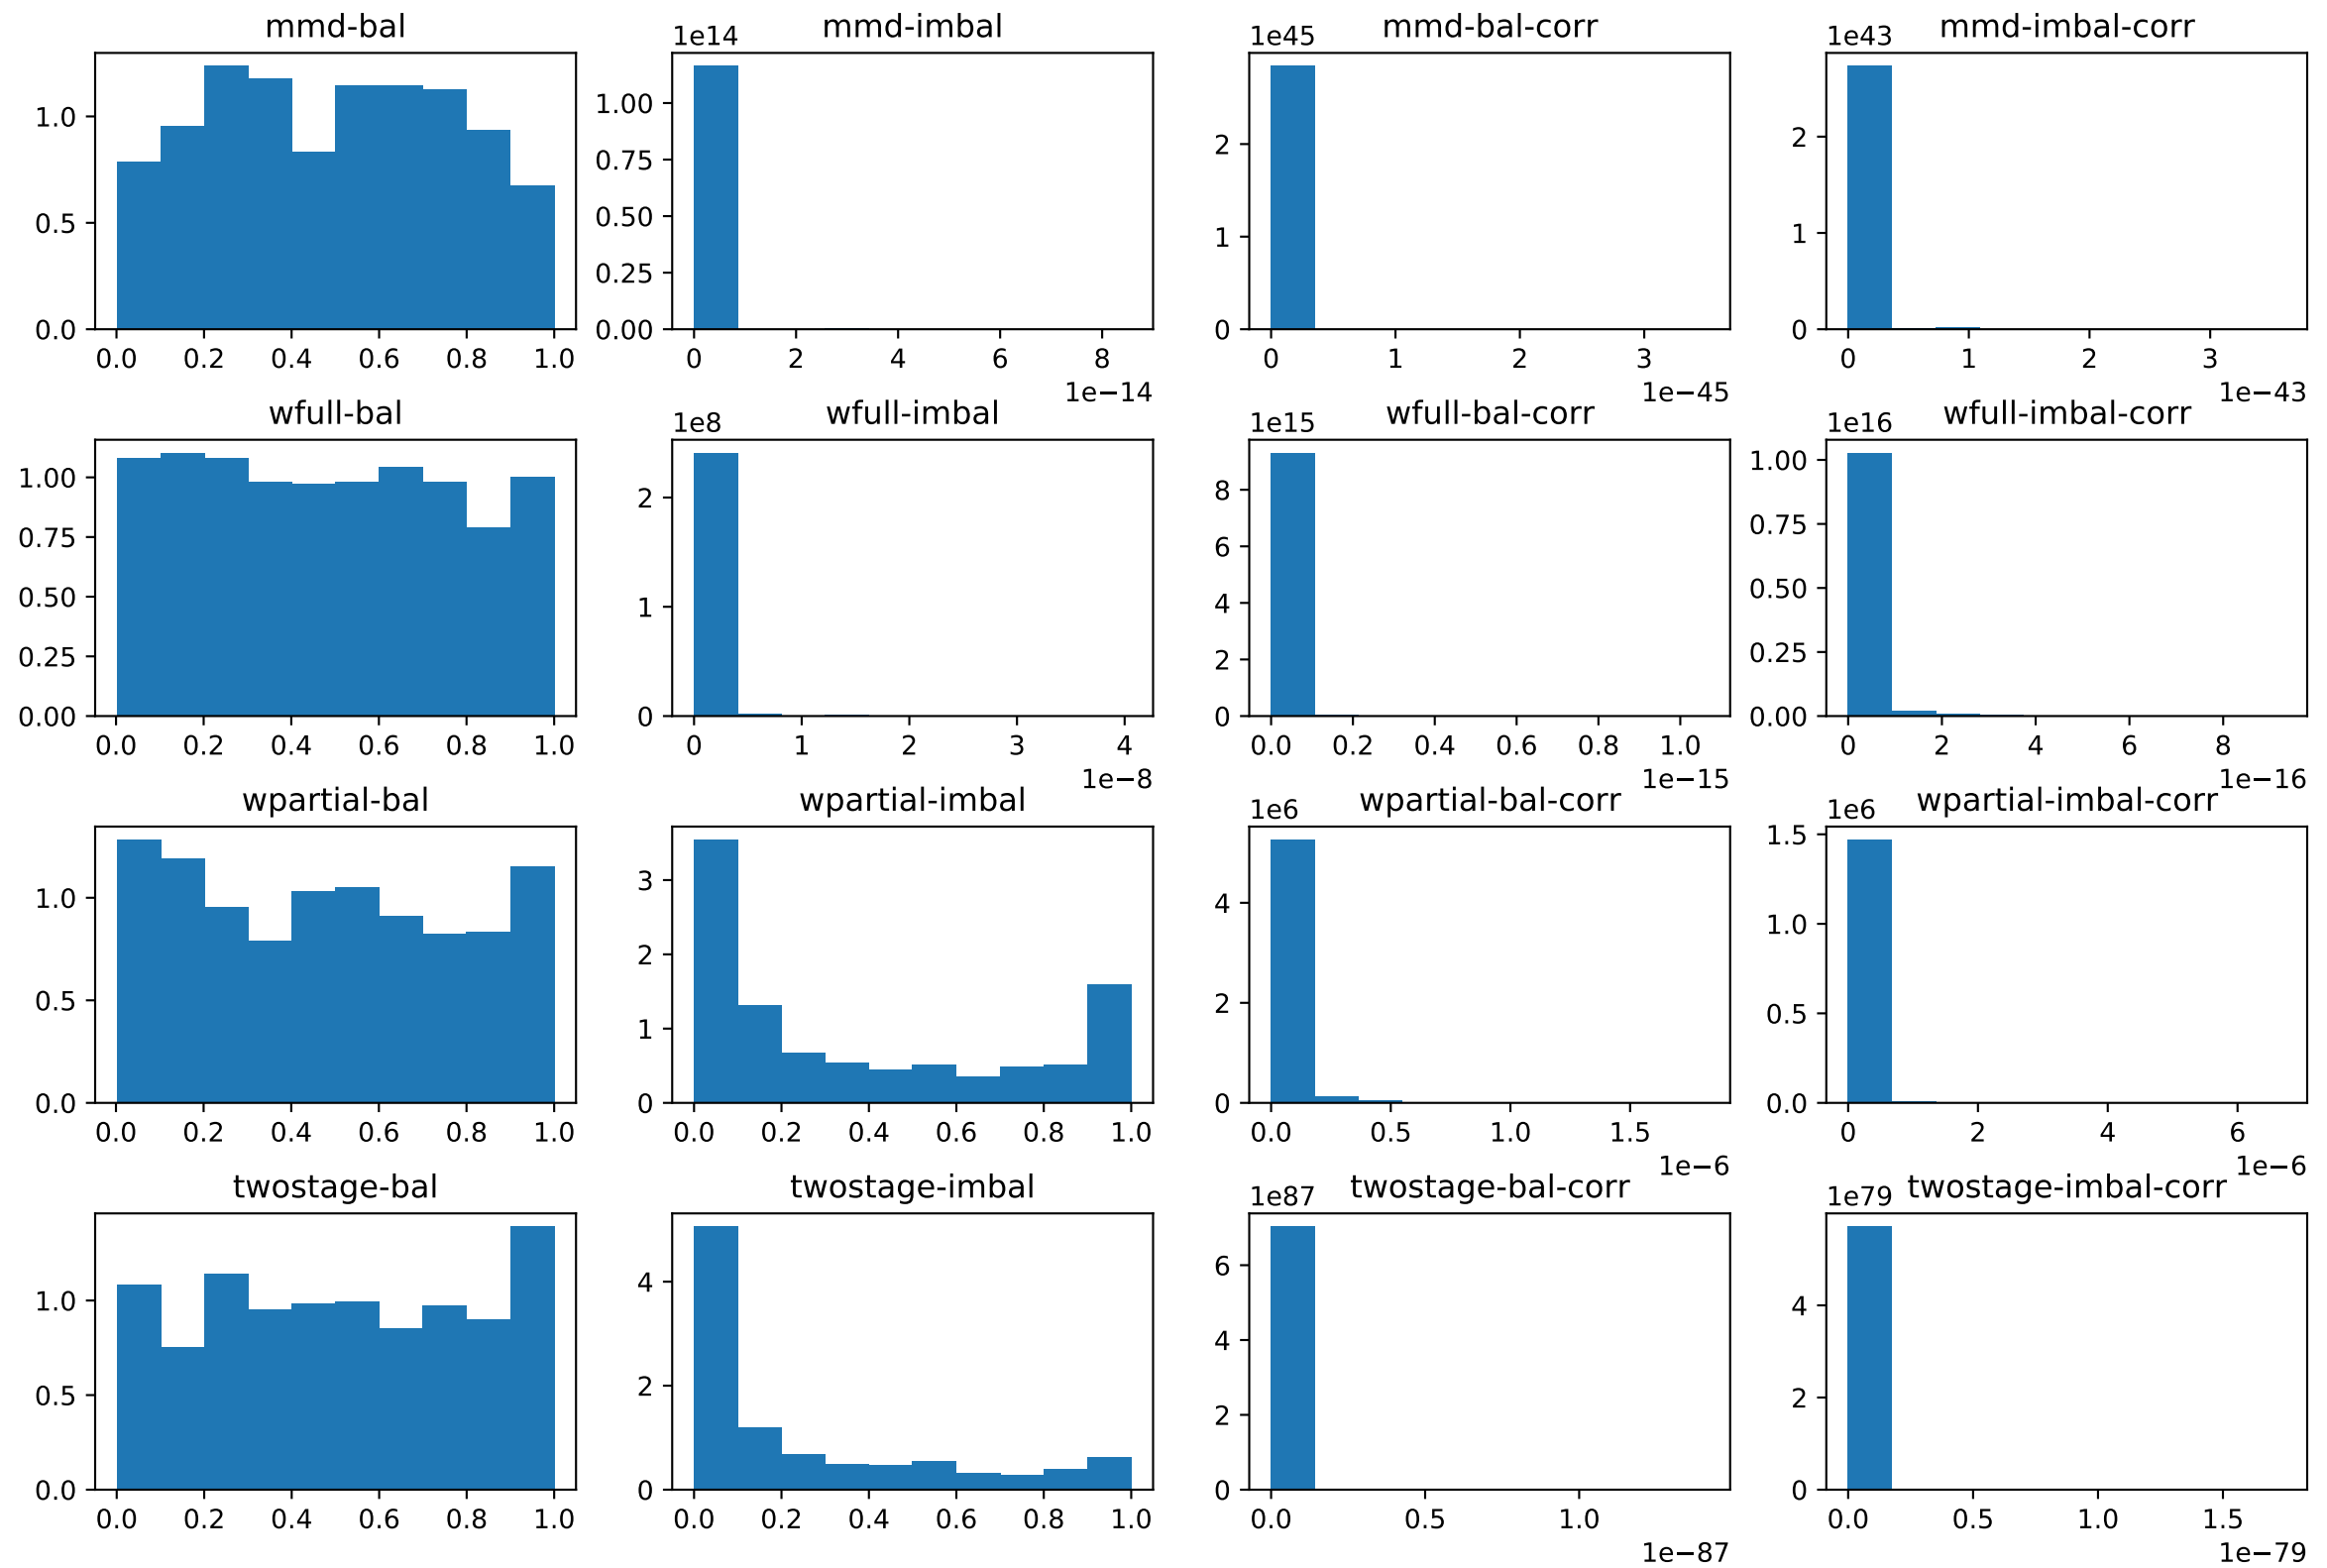 mmd-bal
1.0
0.5
0.0
0.0 0.2 0.4 0.6 0.8 1.0
mmd-imbal
1e14
1.00
0.75
0.50
0.25
0.00
0 2 4 6 8
1e−14
mmd-bal-corr
1e45
2
1
0
0 1 2 3
1e−45
mmd-imbal-corr
1e43
2
1
0
0 1 2 3
1e−43
wfull-bal
1.00
0.75
0.50
0.25
0.00
0.0 0.2 0.4 0.6 0.8 1.0
wfull-imbal
1e8
2
1
0
0 1 2 3 4
1e−8
wfull-bal-corr
1e15
8
6
4
2
0
0.0 0.2 0.4 0.6 0.8 1.0
1e−15
wfull-imbal-corr
1e16
1.00
0.75
0.50
0.25
0.00
0 2 4 6 8
1e−16
wpartial-bal
1.0
0.5
0.0
0.0 0.2 0.4 0.6 0.8 1.0
wpartial-imbal
3
2
1
0
0.0 0.2 0.4 0.6 0.8 1.0
wpartial-bal-corr
1e6
4
2
0
0.0 0.5 1.0 1.5
1e−6
wpartial-imbal-corr
1e6
1.5
1.0
0.5
0.0
0 2 4 6
1e−6
twostage-bal
1.0
0.5
0.0
0.0 0.2 0.4 0.6 0.8 1.0
twostage-imbal
4
2
0
0.0 0.2 0.4 0.6 0.8 1.0
twostage-bal-corr
1e87
6
4
2
0
0.0 0.5 1.0
1e−87
twostage-imbal-corr
1e79
4
2
0
0.0 0.5 1.0 1.5
1e−79